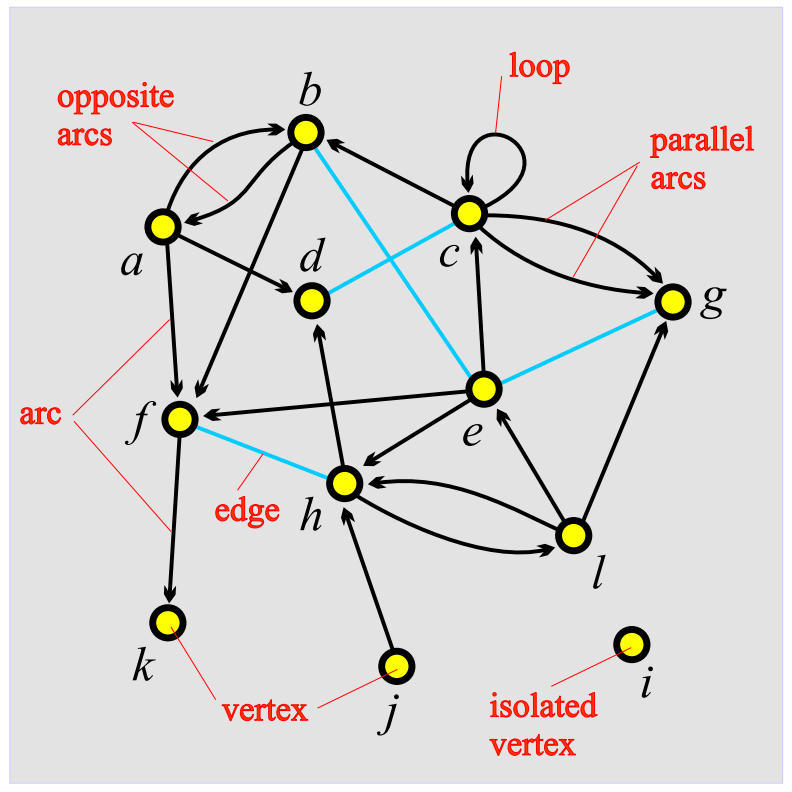 loop
b
opposite
arcs
parallel
arcs
a
d
c
g
arc
f
e
edge
h
l
k
vertex
j
i
isolated
vertex